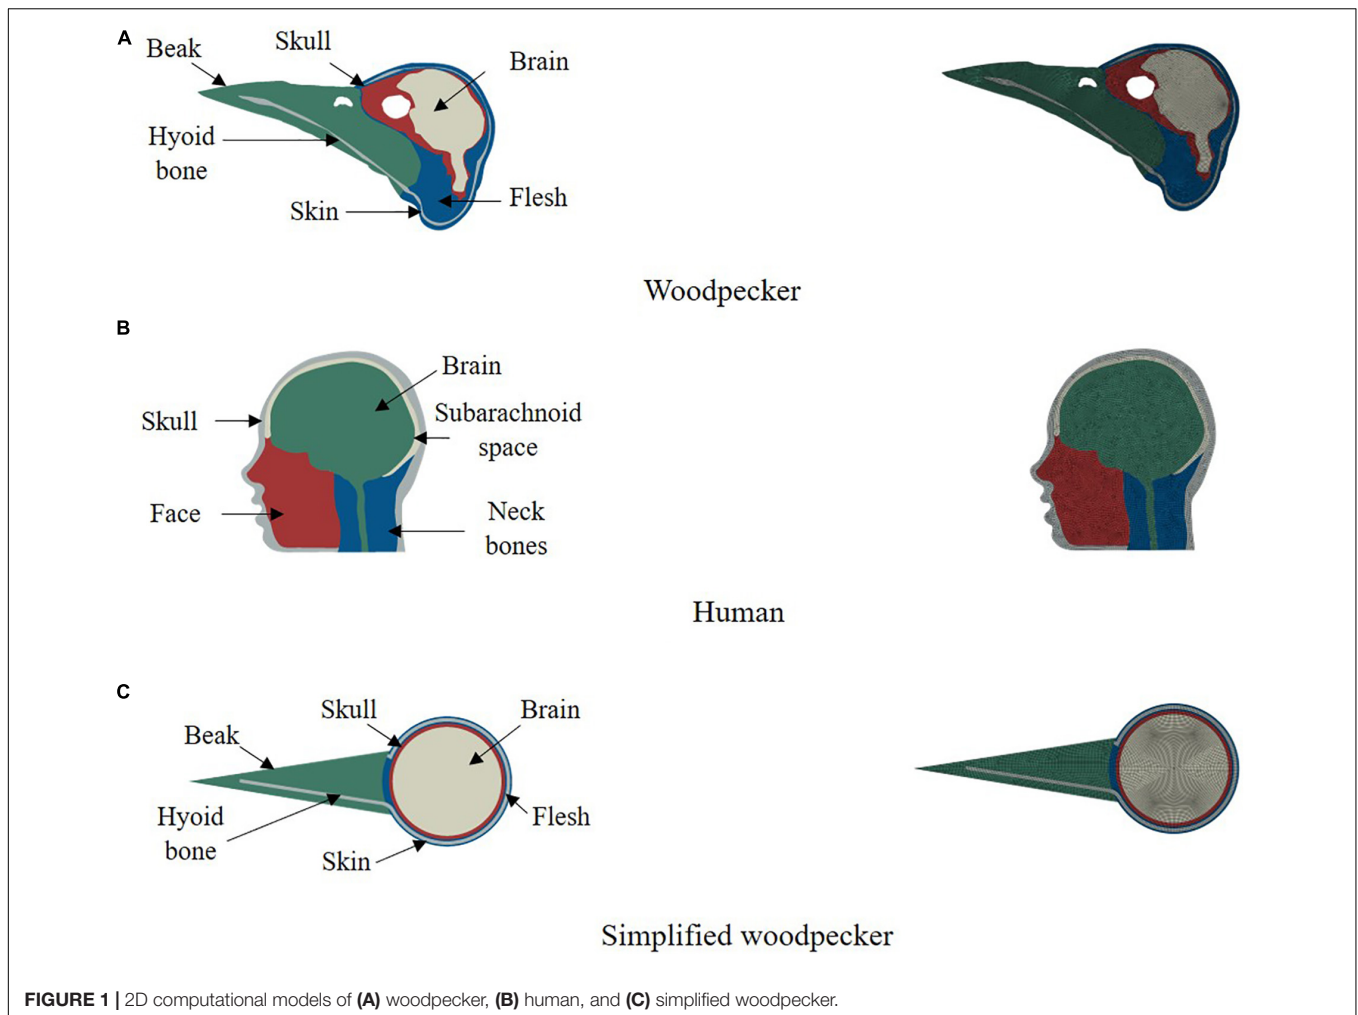 A
Beak
Skull
Brain
Hyoid
bone
Skin
Flesh
Woodpecker
B
Brain
Skull
Subarachnoid
space
Face
Neck
bones
Human
C
Skull
Brain
Beak
Hyoid
bone
Flesh
Skin
Simplified woodpecker
FIGURE 1 | 2D computational models of (A) woodpecker, (B) human, and (C) simplified woodpecker.